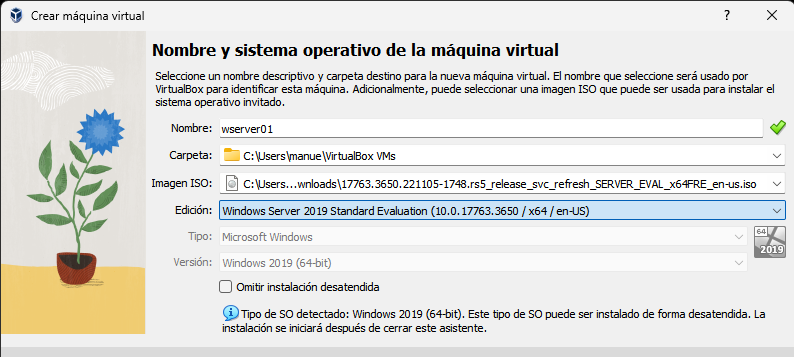 Crear máquina virtual
Nombre y sistema operativo de la máquina virtual
Seleccione un nombre descriptivo y carpeta destino para la nueva máquina virtual. El nombre que seleccione será usado por
VirtualBox para identificar esta máquina. Adicionalmente, puede seleccionar una imagen ISO que puede ser usada para instalar el
sistema operativo invitado.
Nombre: wserver01
Carpeta: C:\Users\manue\VirtualBox VMs
Imagen ISO: C:\Users...wnloads\17763.3650.221105-1748.rs5_release_svc_refresh_SERVER_EVAL_x64FRE_en-us.iso
Edición: Windows Server 2019 Standard Evaluation (10.0.17763.3650 / x64 / en-US)
Tipo: Microsoft Windows
64
2019
Versión: Windows 2019 (64-bit)
Omitir instalación desatendida
Tipo de SO detectado: Windows 2019 (64-bit). Este tipo de SO puede ser instalado de forma desatendida. La
instalación se iniciará después de cerrar este asistente.